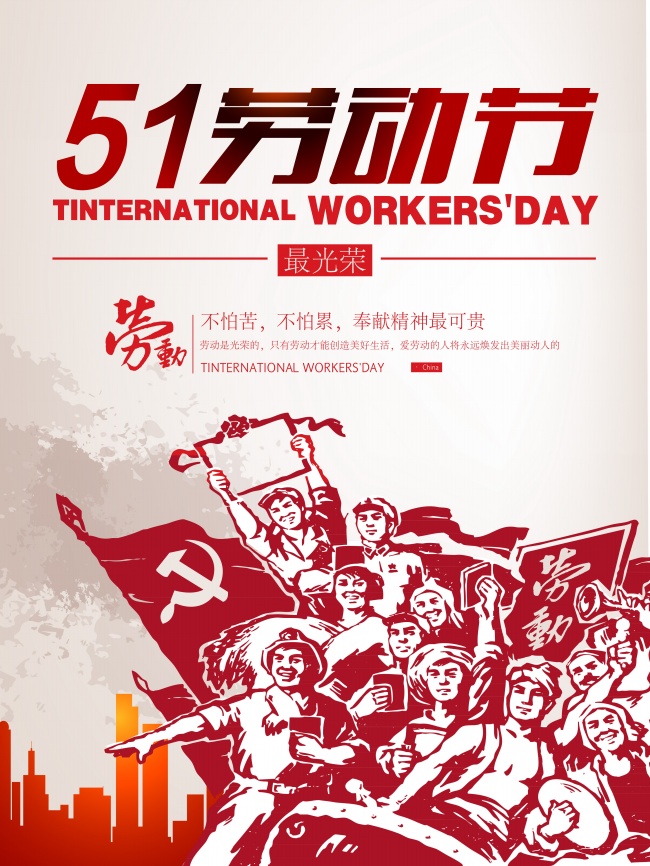 51劳动节
TINTERNATIONAL WORKERS'DAY
最光荣
劳動
不怕苦，不怕累，奉献精神最可贵
劳动是光荣的，只有劳动才能创造美好生活，爱劳动的人将永远焕发出美丽动人的
TINTERNATIONAL WORKERS'DAY
· China
劳動